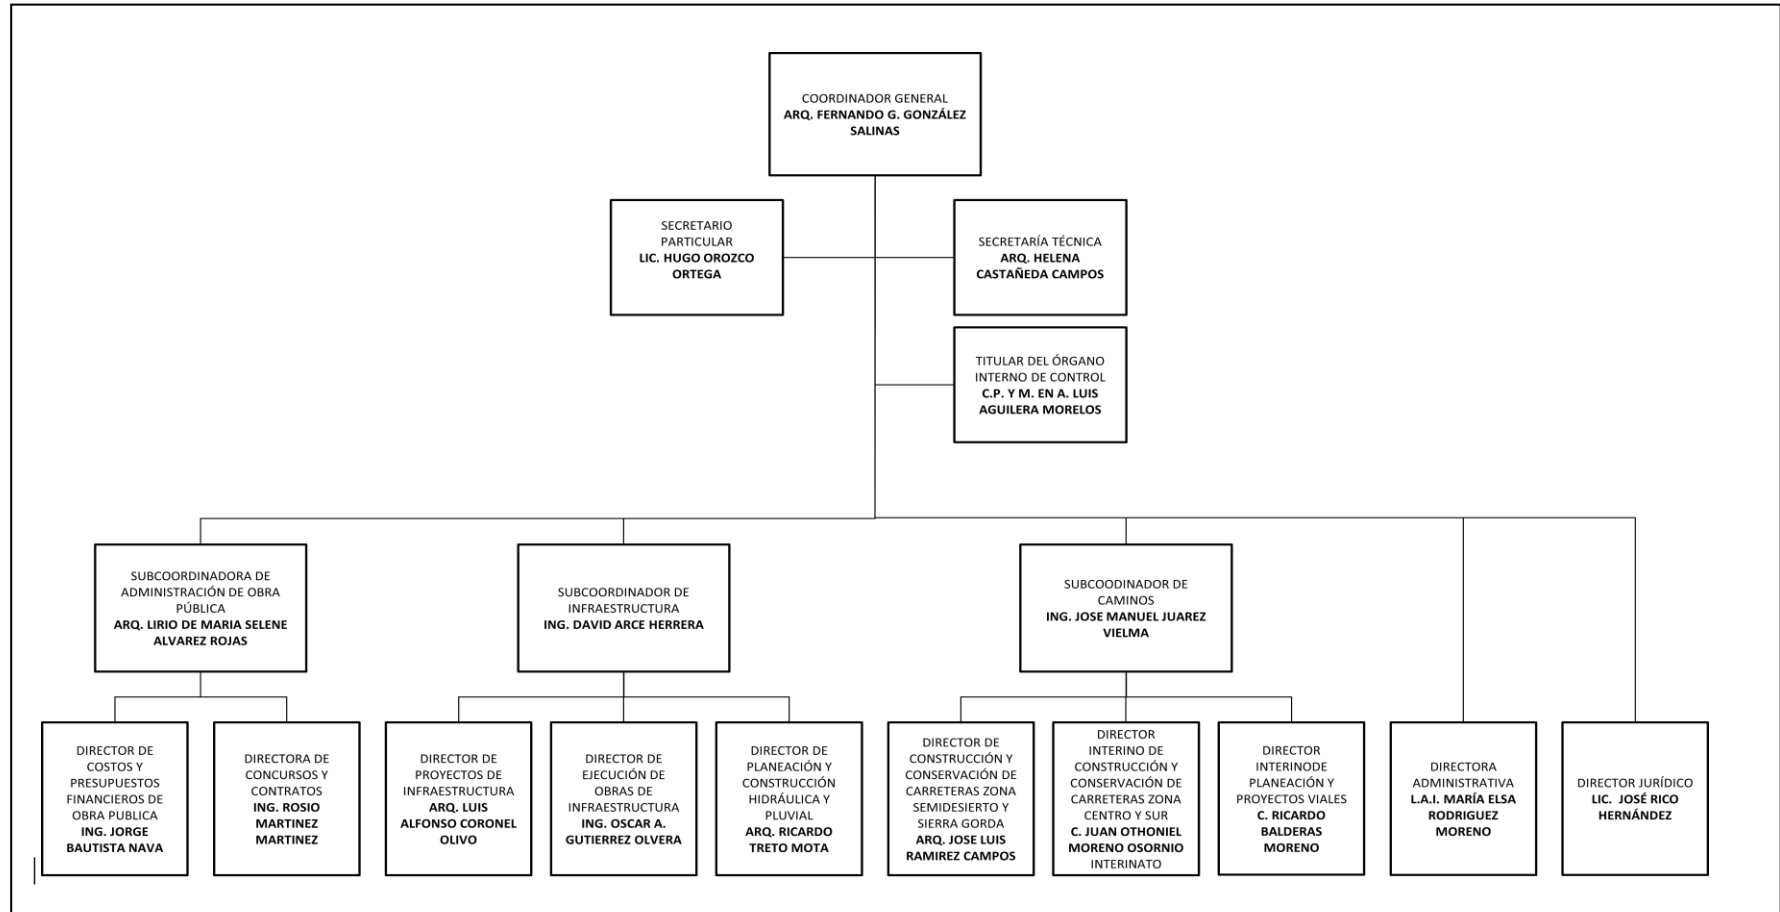 COORDINADOR GENERAL
ARQ. FERNANDO G. GONZÁLEZ
SALINAS
SECRETARIO
PARTICULAR
LIC. HUGO OROZCO
ORTEGA
SECRETARÍA TÉCNICA
ARQ. HELENA
CASTAÑEDA CAMPOS
TITULAR DEL ÓRGANO
INTERNO DE CONTROL
C.P. Y M. EN A. LUIS
AGUILERA MORELOS
SUBCOORDINADORA DE
ADMINISTRACIÓN DE OBRA
PÚBLICA
ARQ. LIRIO DE MARIA SELENE
ALVAREZ ROJAS
SUBCOORDINADOR DE
INFRAESTRUCTURA
ING. DAVID ARCE HERRERA
SUBCOODINADOR DE
CAMINOS
ING. JOSE MANUEL JUAREZ
VIELMA
DIRECTOR DE
COSTOS Y
PRESUPUESTOS
FINANCIEROS DE
OBRA PUBLICA
ING. JORGE
BAUTISTA NAVA
DIRECTORA DE
CONCURSOS Y
CONTRATOS
ING. ROSIO
MARTINEZ
MARTINEZ
DIRECTOR DE
PROYECTOS DE
INFRAESTRUCTURA
ARQ. LUIS
ALFONSO CORONEL
OLIVO
DIRECTOR DE
EJECUCIÓN DE
OBRAS DE
INFRAESTRUCTURA
ING. OSCAR A.
GUTIERREZ OLVERA
DIRECTOR DE
PLANEACIÓN Y
CONSTRUCCIÓN
HIDRÁULICA Y
PLUVIAL
ARQ. RICARDO
TRETO MOTA
DIRECTOR DE
CONSTRUCCIÓN Y
CONSERVACIÓN DE
CARRETERAS ZONA
SEMIDESIERTO Y
SIERRA GORDA
ARQ. JOSE LUIS
RAMIREZ CAMPOS
DIRECTOR
INTERINO DE
CONSTRUCCIÓN Y
CONSERVACIÓN DE
CARRETERAS ZONA
CENTRO Y SUR
C. JUAN OTHONIEL
MORENO OSORNIO
INTERINATO
DIRECTOR
INTERINODE
PLANEACIÓN Y
PROYECTOS VIALES
C. RICARDO
BALDERAS
MORENO
DIRECTORA
ADMINISTRATIVA
L.A.I. MARÍA ELSA
RODRIGUEZ
MORENO
DIRECTOR JURÍDICO
LIC. JOSÉ RICO
HERNÁNDEZ